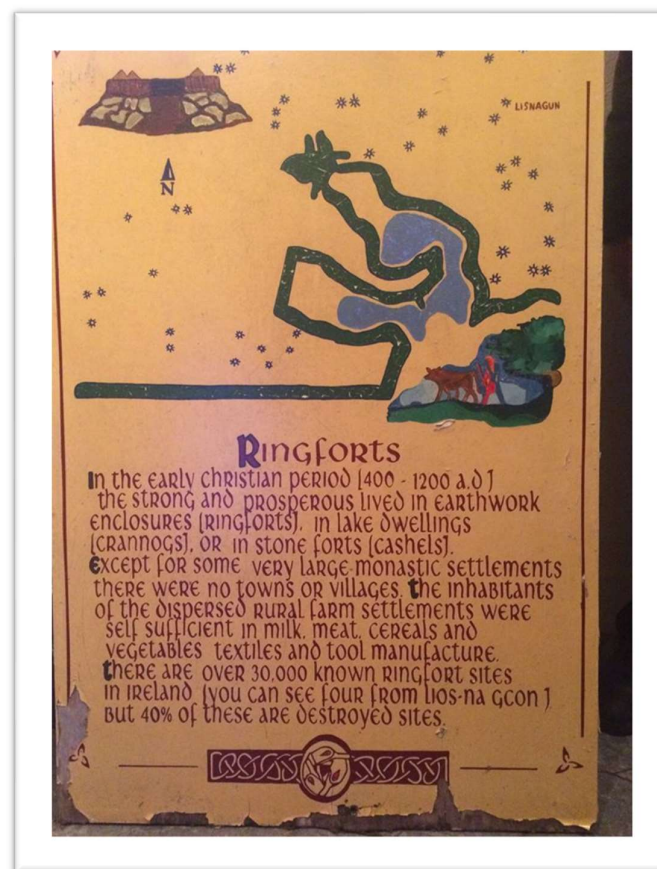 LISNAGUN
N
Ringforts
In the early christian period [400 - 1200 a.d]
the strong and prosperous lived in earthwork
enclosures [ringforts], in lake dwellings
[crannogs], or in stone forts [cashels].
Except for some very large monastic settlements
there were no towns or villages. the inhabitants
of the dispersed rural farm settlements were
self sufficient in milk, meat, cereals and
vegetables textiles and tool manufacture.
there are over 30,000 known ringfort sites
in Ireland [you can see four from lios-na gcon]
But 40% of these are destroyed sites.